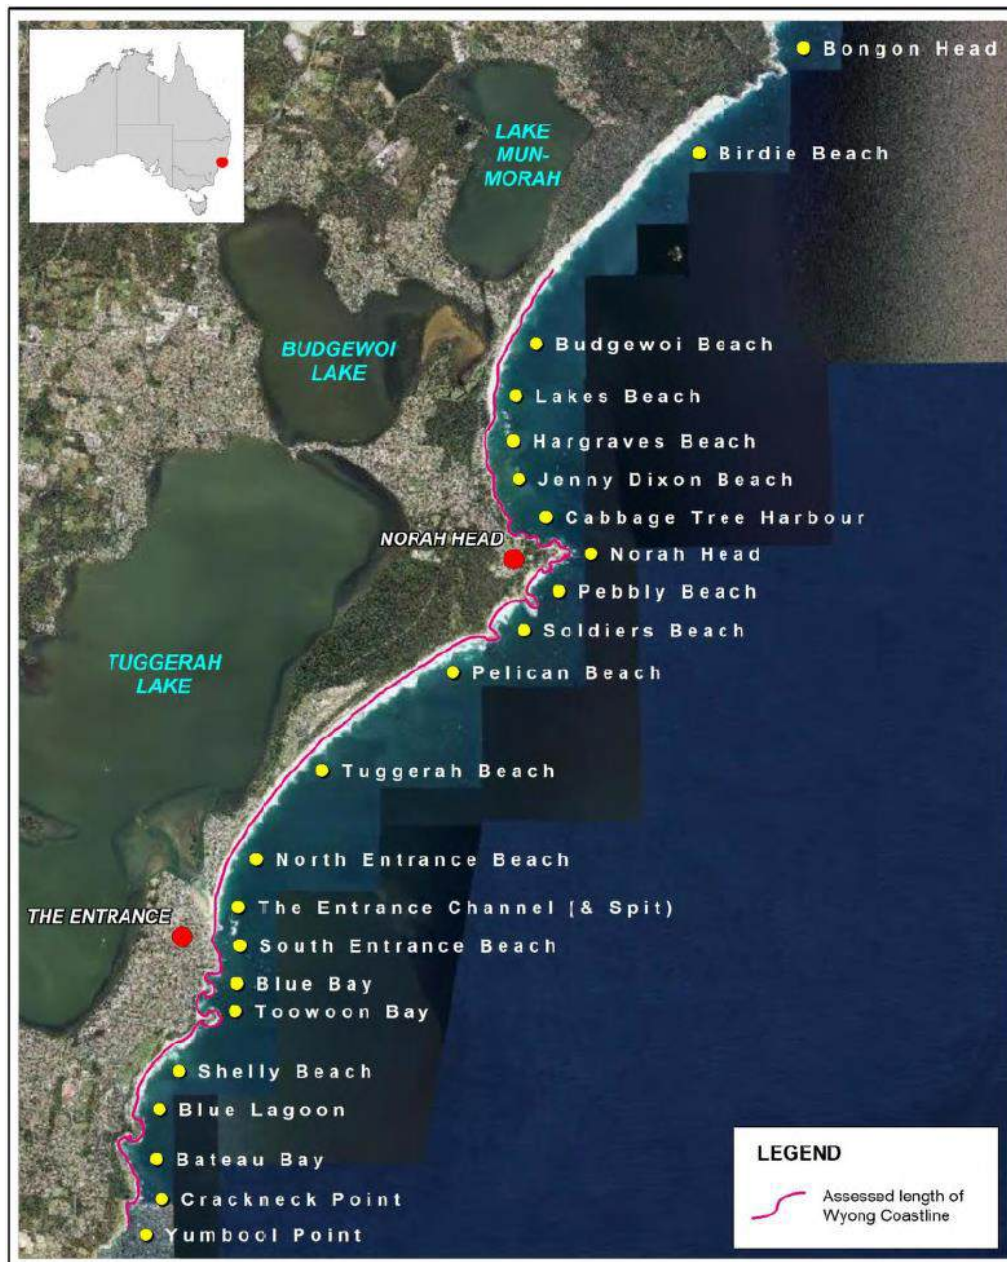 Bongon Head
LAKE
MUN-
MORAH
Birdie Beach
BUDGEWOI
LAKE
Budgewoi Beach
Lakes Beach
Hargraves Beach
Jenny Dixon Beach
Cabbage Tree Harbour
NORAH HEAD
Norah Head
Pebbly Beach
Soldiers Beach
TUGGERAH
LAKE
Pelican Beach
Tuggerah Beach
North Entrance Beach
THE ENTRANCE
The Entrance Channel (& Spit)
South Entrance Beach
Blue Bay
Toowoon Bay
Shelly Beach
Blue Lagoon
Bateau Bay
Crackneck Point
Yumbool Point
LEGEND
Assessed length of
Wyong Coastline